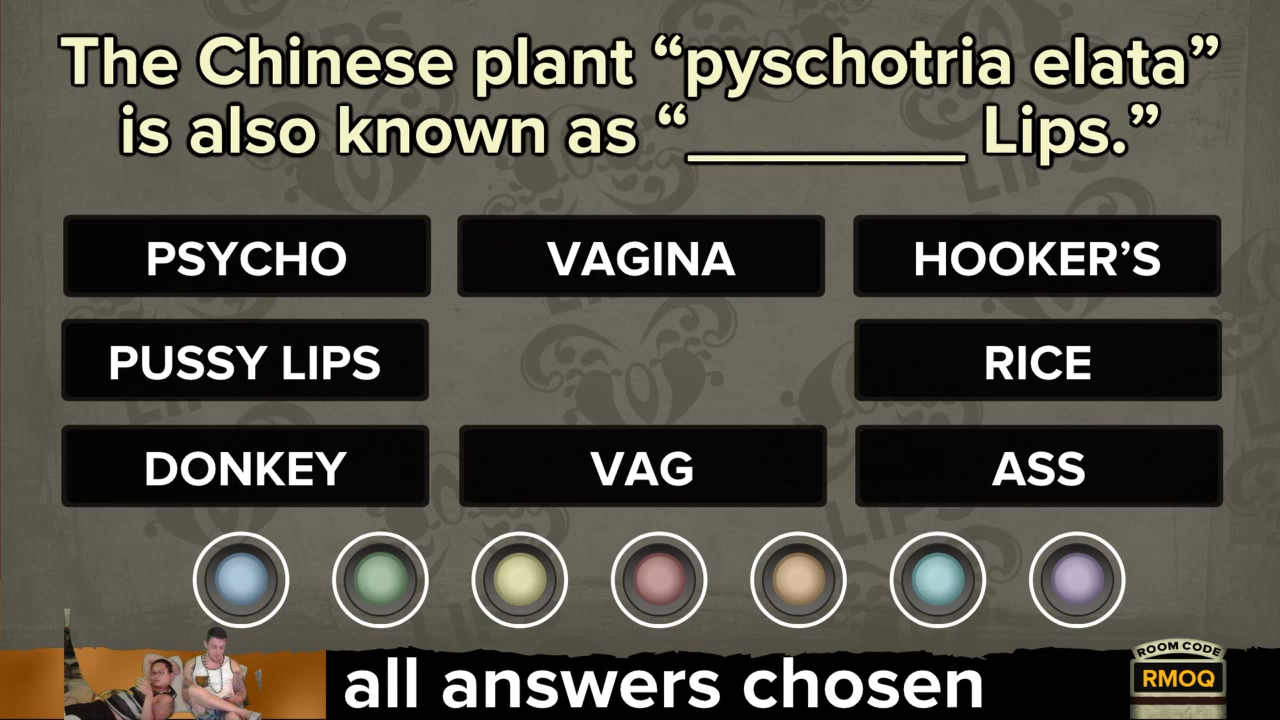 The Chinese plant “pyschotria elata”
is also known as “________ Lips.”
PSYCHO
VAGINA
HOOKER’S
PUSSY LIPS
RICE
DONKEY
VAG
ASS
all answers chosen
ROOM CODE
RMOQ